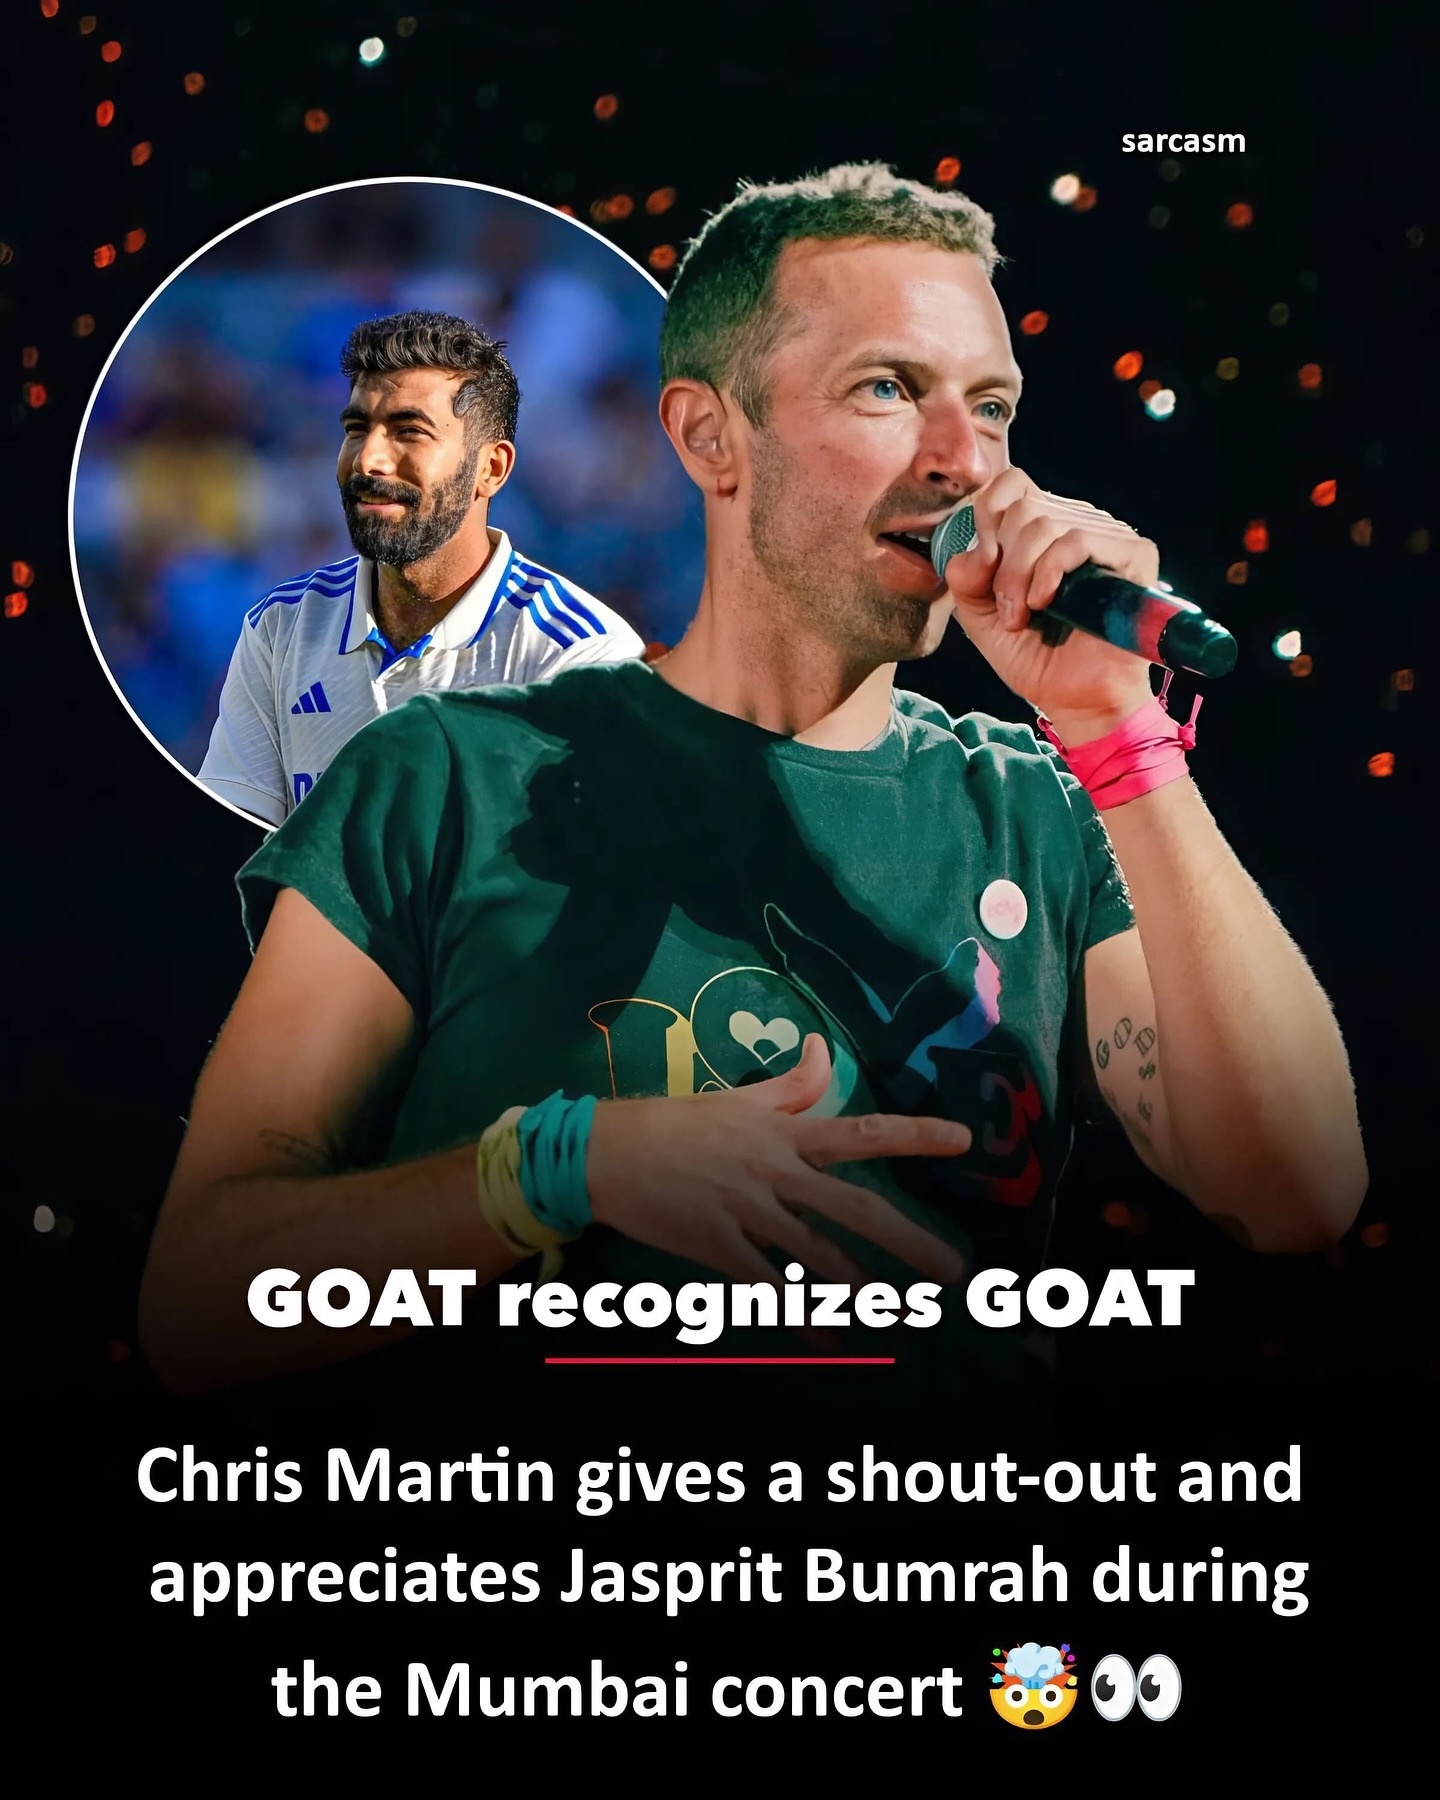 sarcasm
GOAT recognizes GOAT
Chris Martin gives a shout-out and
appreciates Jasprit Bumrah during
the Mumbai concert 🤯👀